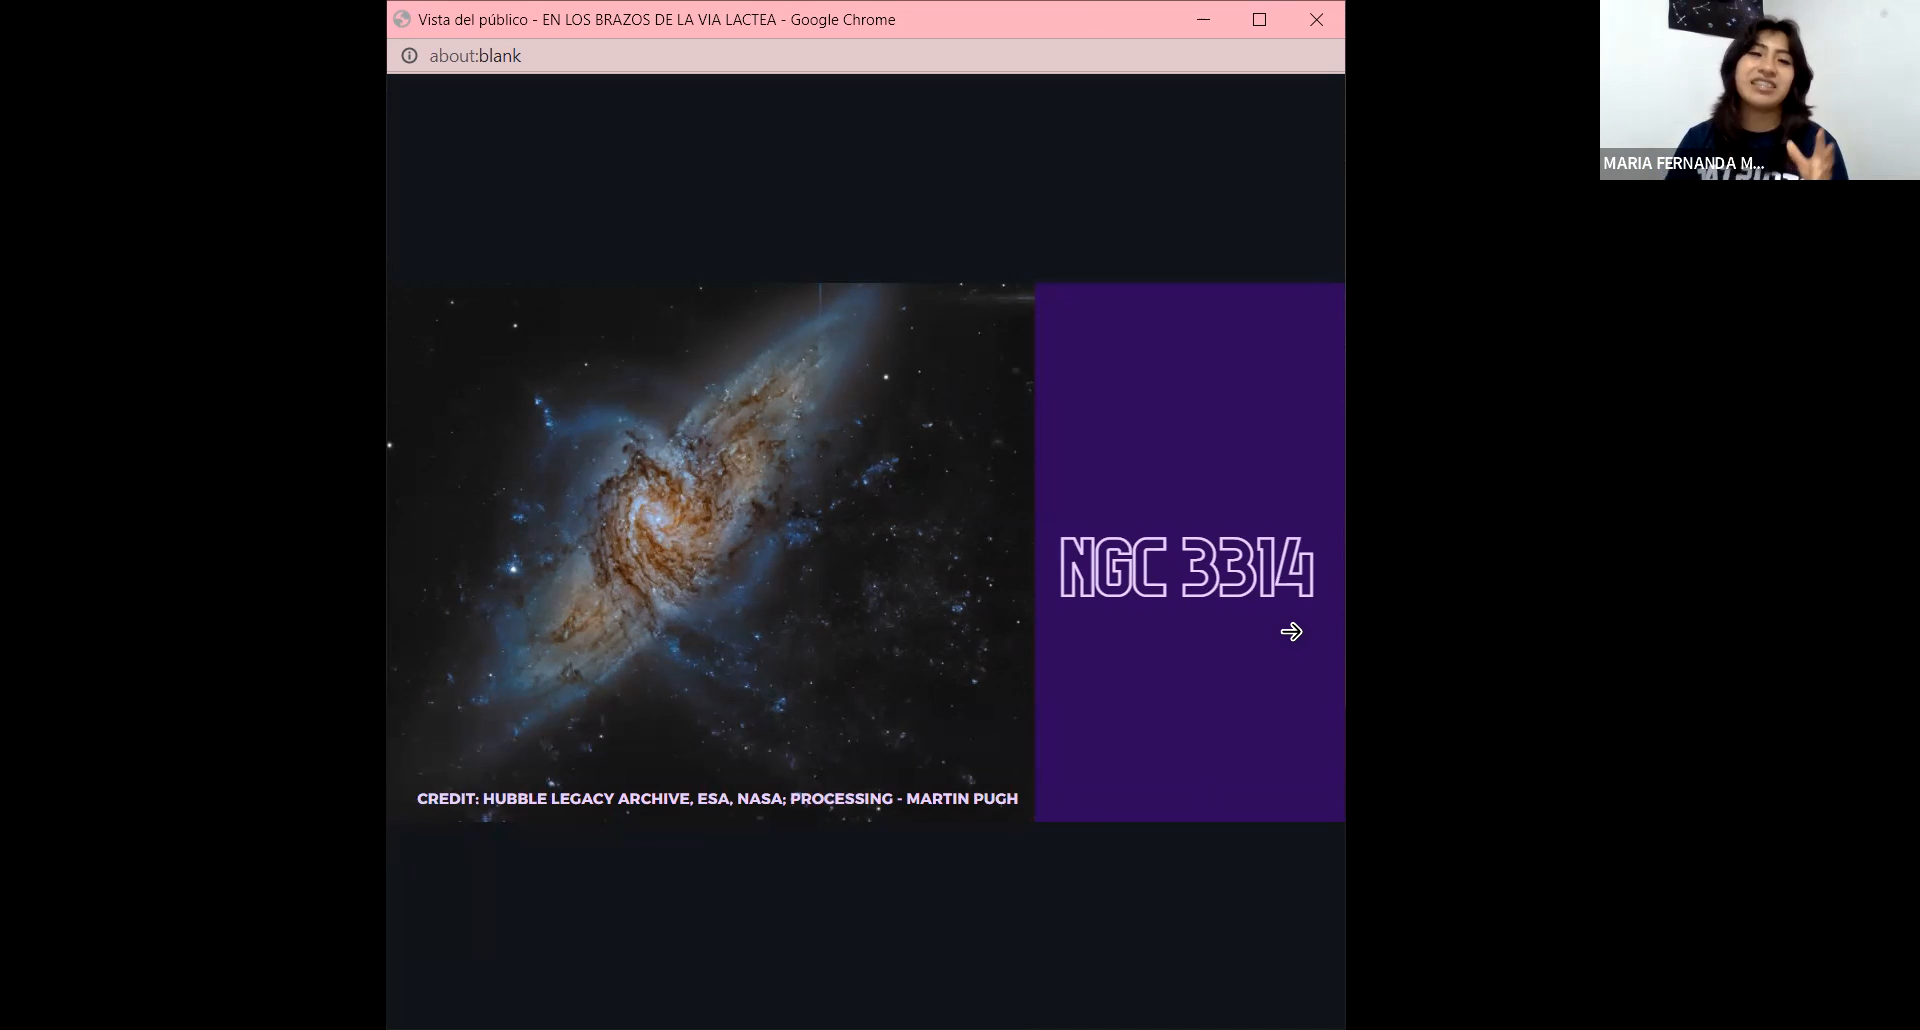 Vista del público - EN LOS BRAZOS DE LA VIA LACTEA - Google Chrome
about:blank
MARIA FERNANDA M...
NGC 3314
CREDIT: HUBBLE LEGACY ARCHIVE, ESA, NASA; PROCESSING - MARTIN PUGH